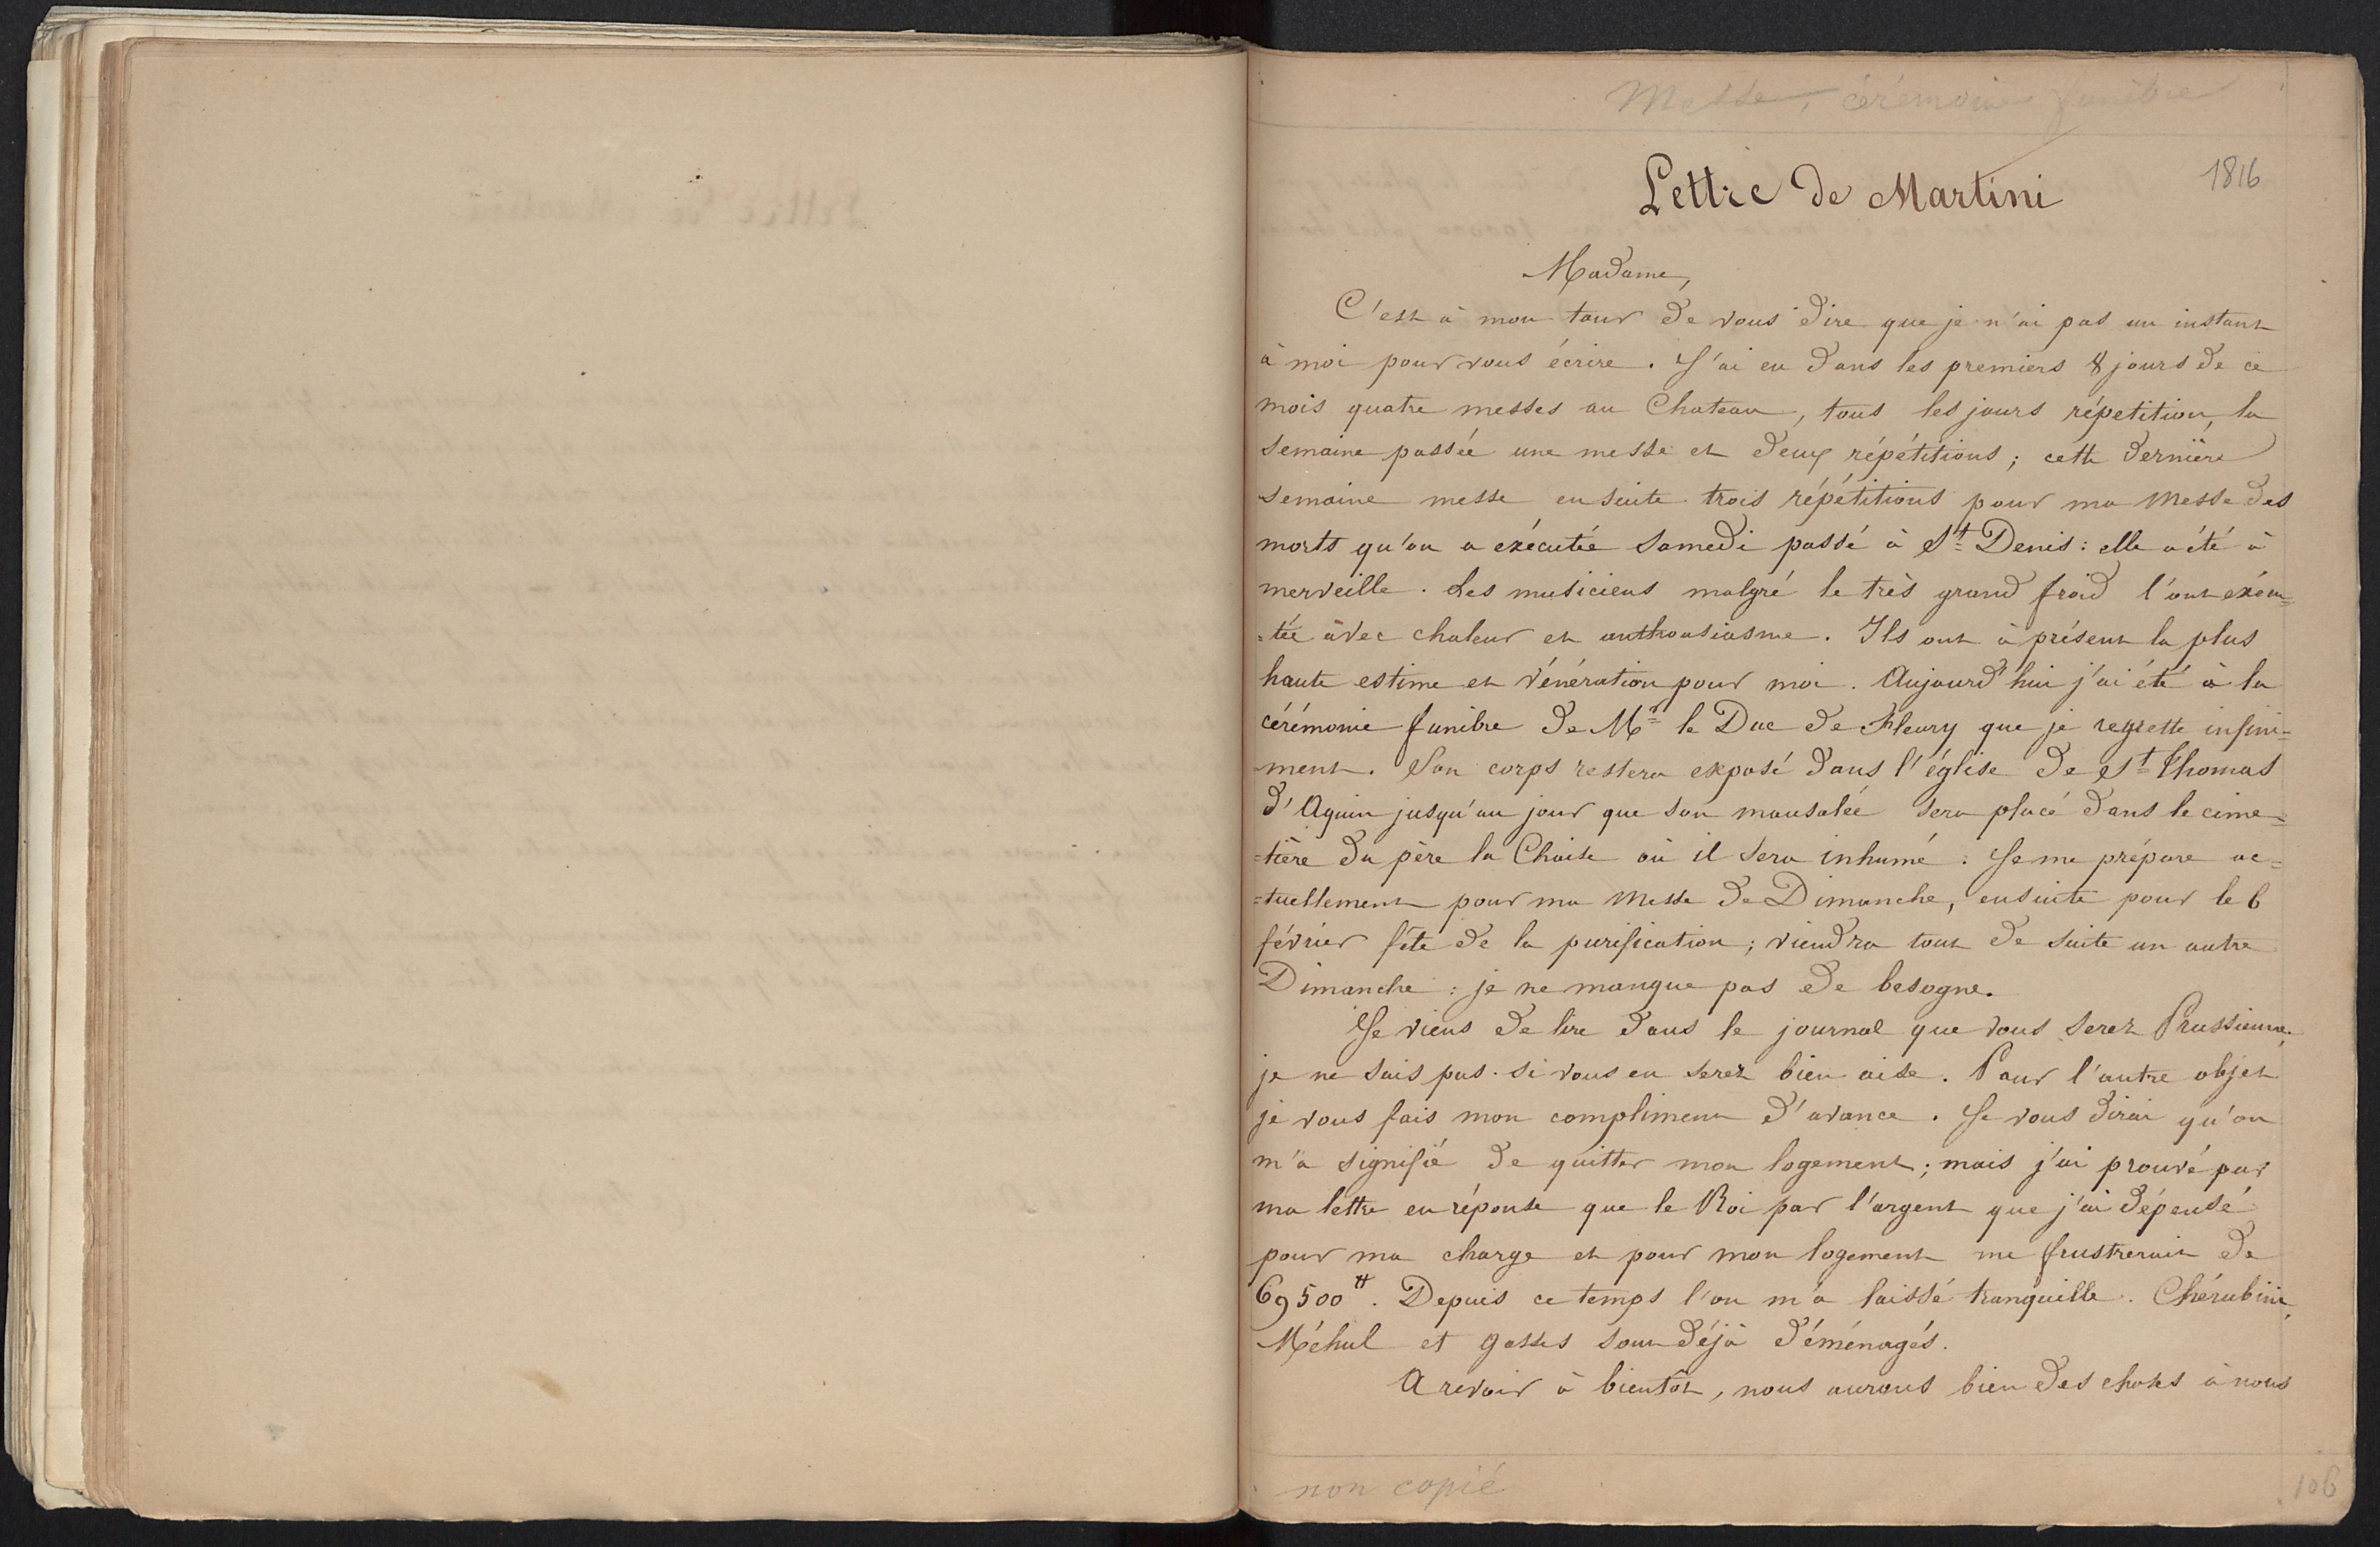 Messe, cérémonie funèbre
1816
Lettre de Martini
Madame,
C'est à mon tour de vous dire que je n'ai pas un instant
à moi pour vous écrire. J'ai eu dans les premiers 8 jours de ce
mois quatre messes au Chateau, tous les jours répetition, la
semaine passée une messe et deux répétitions; cette dernière
semaine messe ensuite trois répétitions pour ma Messe des
morts qu'on a exécutée samedi passé à St Denis: elle a été à
merveille. Les musiciens malgré le très grand froid l'ont exécu=
=tée avec chaleur et anthousiasme. Ils ont à présent la plus
haute estime et vénération pour moi. Aujourd'hui j'ai été à la
cérémonie funèbre de Mr le Duc de Fleury que je regrette infini=
ment. Son corps restera exposé dans l'église de St Thomas
d'Aquin jusqu'au jour que son mausolée sera placé dans le cime=
=tière du père la Chaise où il sera inhumé. Je me prépare ac=
=tuellement pour ma Messe de Dimanche, ensuite pour le 6
février fête de la purification; viendra tout de suite un autre
Dimanche: je ne manque pas de besogne.
Je viens de lire dans le journal que vous serez Prussienne.
je ne sais pas si vous en serez bien aise. Pour l'autre objet
je vous fais mon compliment d'avance. Je vous dirai qu'on
m'a signifié de quitter mon logement; mais j'ai prouvé par
ma lettre en réponse que le Roi par l'argent que j'ai dépensé
pour ma charge et pour mon logement me frustrerait de
69500 ₶. Depuis ce temps l'on m'a laissé tranquille. Chérubini,
Méhul et gosses sont déjà déménagés.
A revoir à bientôt, nous aurons bien des choses à nous
non copié
106